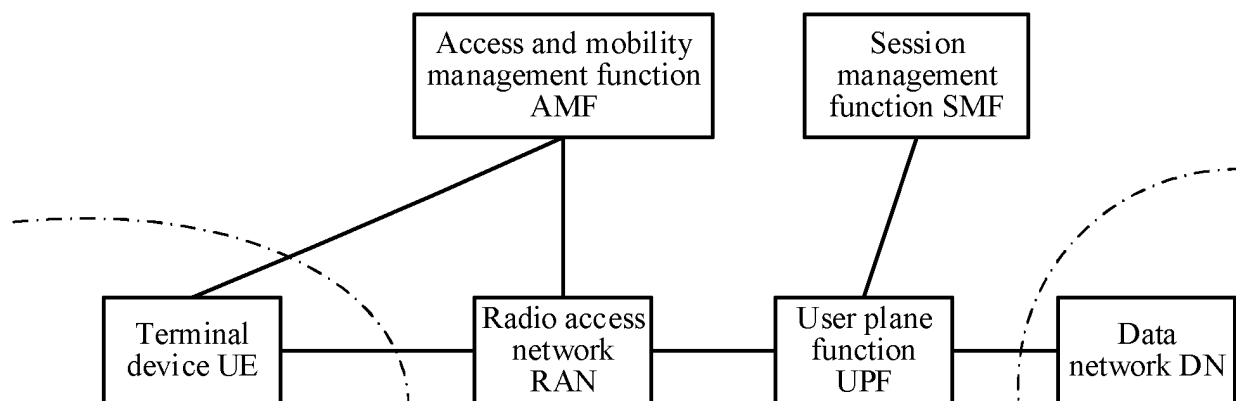 Access and mobility
management function
AMF
Session
management
function SMF
Terminal
device UE
Radio access
network
RAN
User plane
function
UPF
Data
network DN